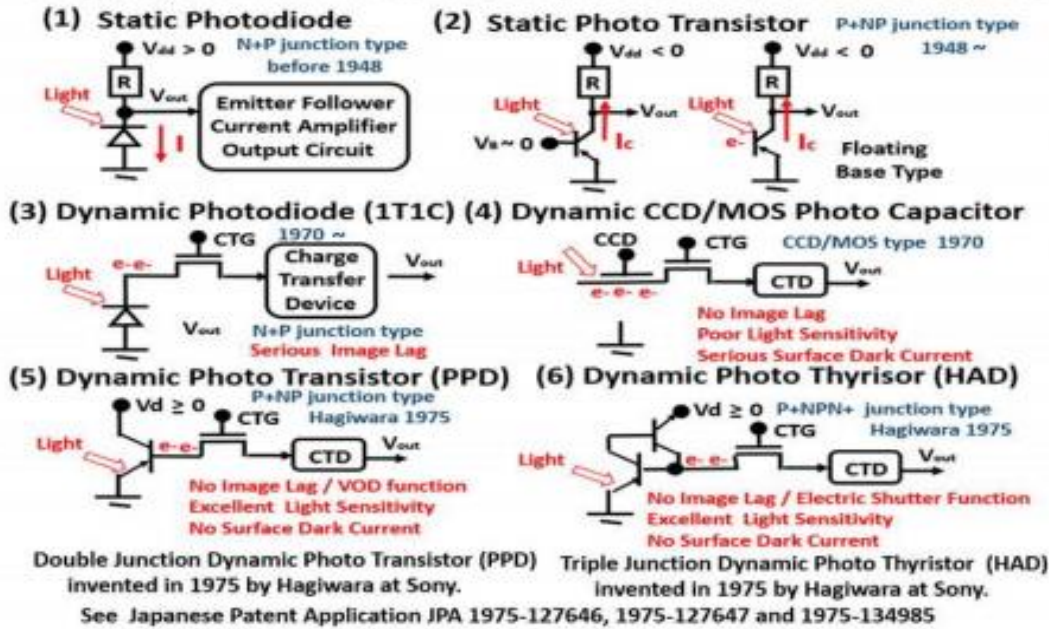 (1) Static Photodiode
Vdd > 0
N+P junction type
before 1948
R
Light
Vout
I
Emitter Follower
Current Amplifier
Output Circuit
(2) Static Photo Transistor
P+NP junction type
1948 ~
Vdd < 0
Vdd < 0
R
R
Light
Vout
Light
Vout
VB ~ 0
Ic
e-
Ic
Floating
Base Type
(3) Dynamic Photodiode (1T1C)
CTG
1970 ~
e- e-
Light
Charge
Transfer
Device
Vout
Vout
N+P junction type
Serious Image Lag
(4) Dynamic CCD/MOS Photo Capacitor
CCD
CTG
CCD/MOS type 1970
Light
e- e- e-
CTD
Vout
No Image Lag
Poor Light Sensitivity
Serious Surface Dark Current
(5) Dynamic Photo Transistor (PPD)
Vd ≥ 0
P+NP junction type
Hagiwara 1975
CTG
Light
e- e-
CTD
Vout
No Image Lag / VOD function
Excellent Light Sensitivity
No Surface Dark Current
Double Junction Dynamic Photo Transistor (PPD)
invented in 1975 by Hagiwara at Sony.
(6) Dynamic Photo Thyrisor (HAD)
Vd ≥ 0
P+NPN+ junction type
Hagiwara 1975
CTG
Light
e- e-
CTD
Vout
No Image Lag / Electric Shutter Function
Excellent Light Sensitivity
No Surface Dark Current
Triple Junction Dynamic Photo Thyristor (HAD)
invented in 1975 by Hagiwara at Sony.
See Japanese Patent Application JPA 1975-127646, 1975-127647 and 1975-134985